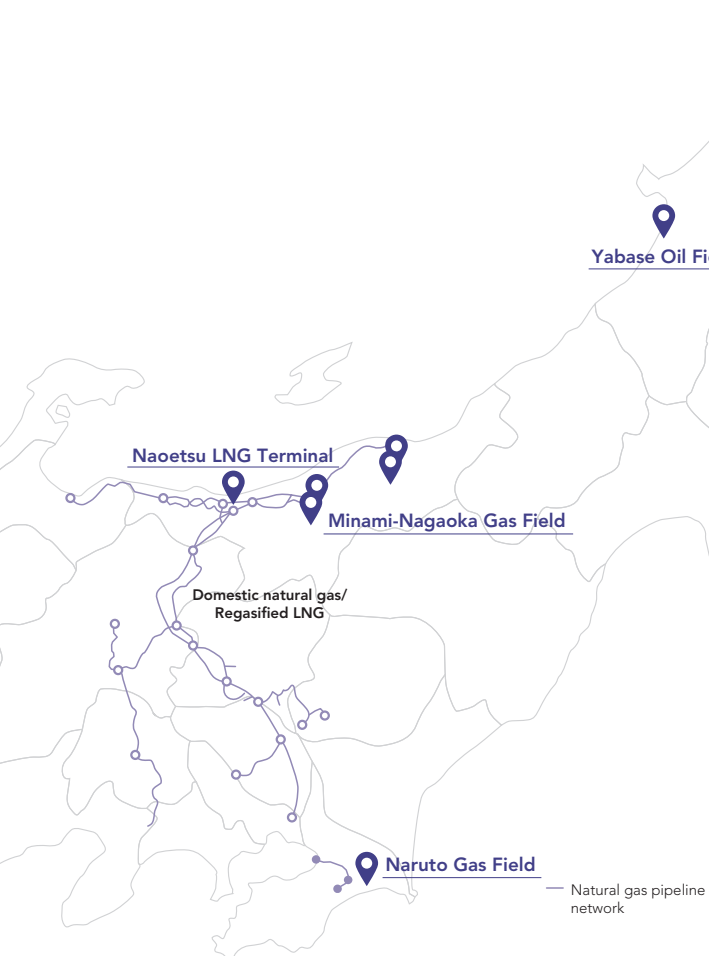 Yabase Oil
Naoetsu LNG Terminal
Minami-Nagaoka Gas Field
Domestic natural gas/
Regasified LNG
Naruto Gas Field
Natural gas pipeline
network